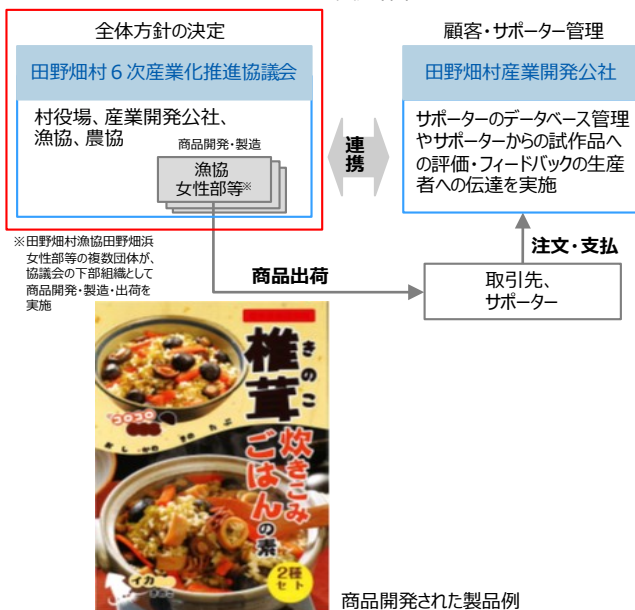 全体方針の決定
田野畑村６次産業化推進協議会
村役場、産業開発公社、
漁協、農協
商品開発・製造
漁協
女性部等※
※田野畑村漁協田野畑浜
女性部等の複数団体が、
協議会の下部組織として
商品開発・製造・出荷を
実施
連携
顧客・サポーター管理
田野畑村産業開発公社
サポーターのデータベース管理
やサポーターからの試作品へ
の評価・フィードバックの生産
者への伝達を実施
注文・支払
商品出荷
取引先、
サポーター
きのこ
椎茸
炊きこみ
ごはんの素
コロコロ
イカ
2種
セット
商品開発された製品例